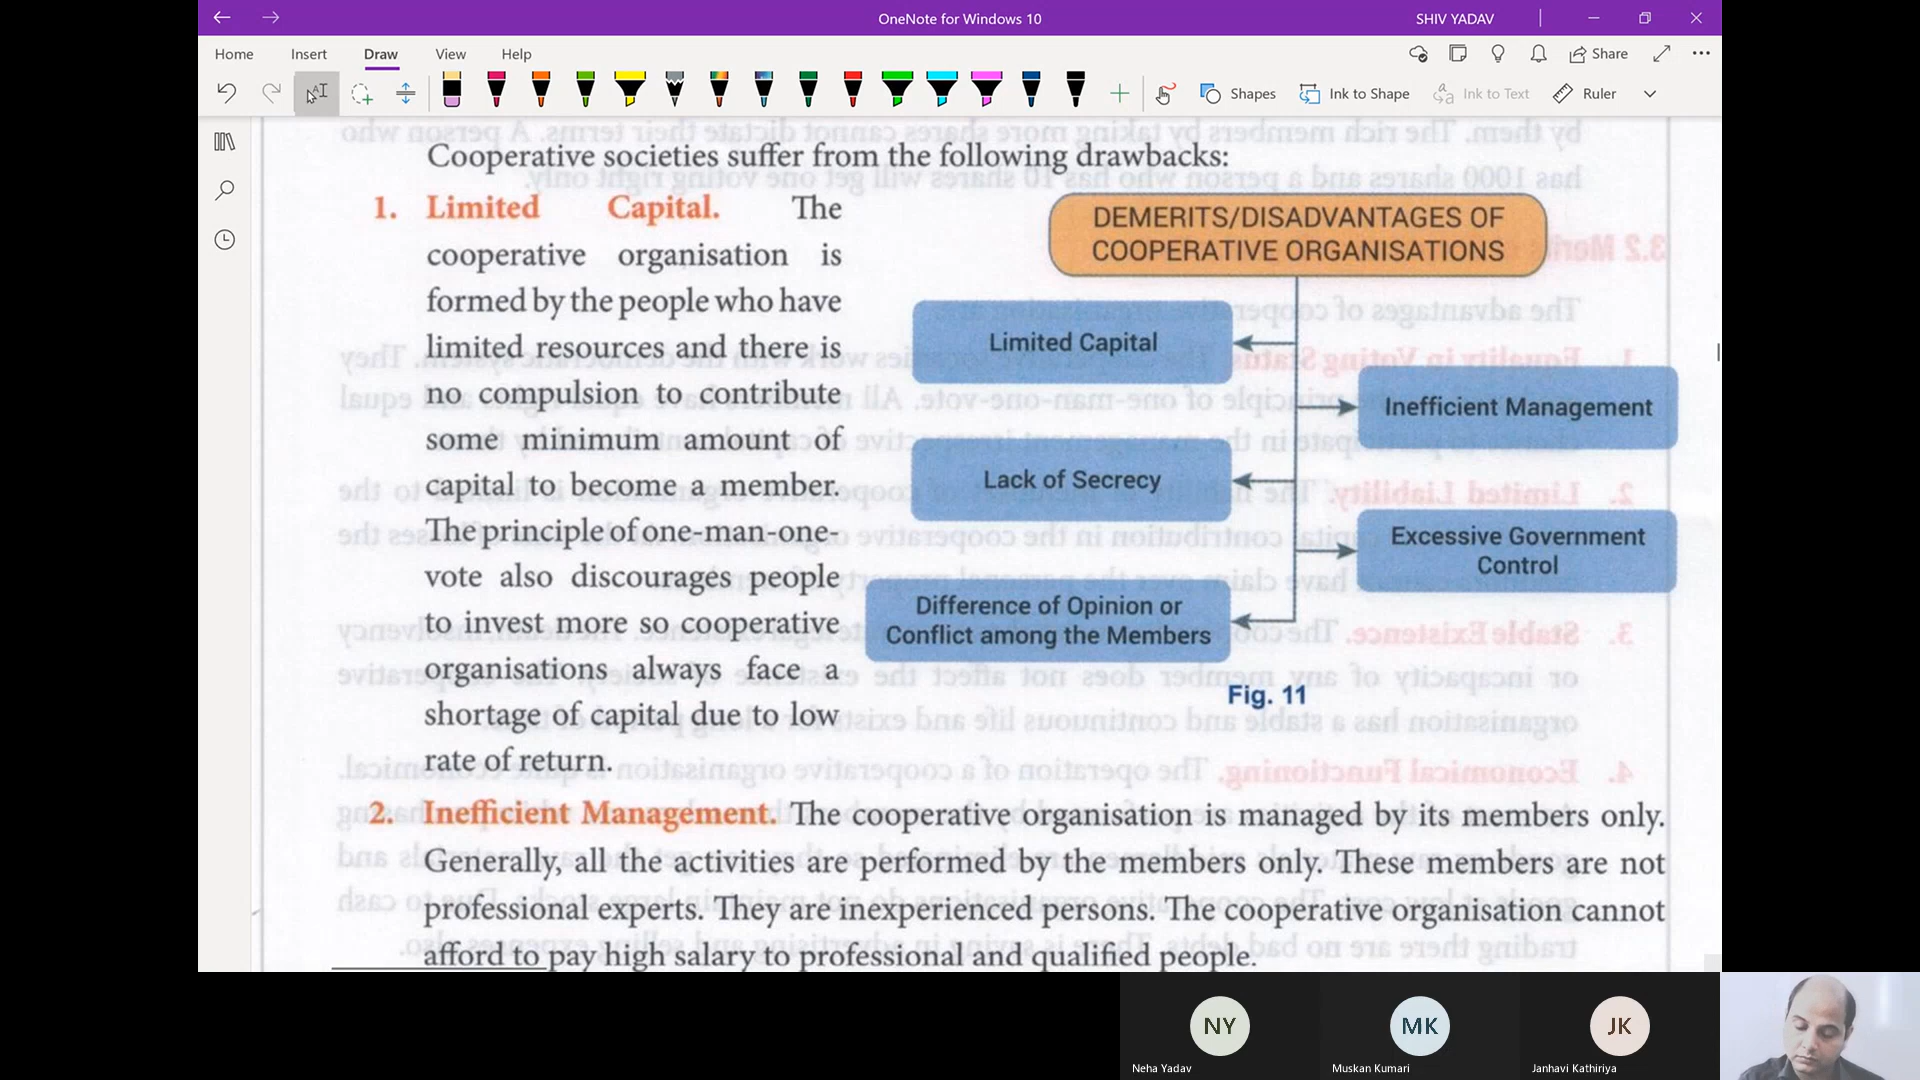 OneNote for Windows 10
SHIV YADAV
Home Insert Draw View Help
Share
Shapes
Ink to Shape
Ink to Text
Ruler
Cooperative societies suffer from the following drawbacks:
1. Limited Capital. The
cooperative organisation is
formed by the people who have
limited resources and there is
no compulsion to contribute
some minimum amount of
capital to become a member.
The principle of one-man-one-
vote also discourages people
to invest more so cooperative
organisations always face a
shortage of capital due to low
rate of return.
DEMERITS/DISADVANTAGES OF
COOPERATIVE ORGANISATIONS
Limited Capital
Inefficient Management
Lack of Secrecy
Excessive Government
Control
Difference of Opinion or
Conflict among the Members
Fig. 11
2. Inefficient Management. The cooperative organisation is managed by its members only.
Generally, all the activities are performed by the members only. These members are not
professional experts. They are inexperienced persons. The cooperative organisation cannot
afford to pay high salary to professional and qualified people.
NY
Neha Yadav
MK
Muskan Kumari
JK
Janhavi Kathiriya